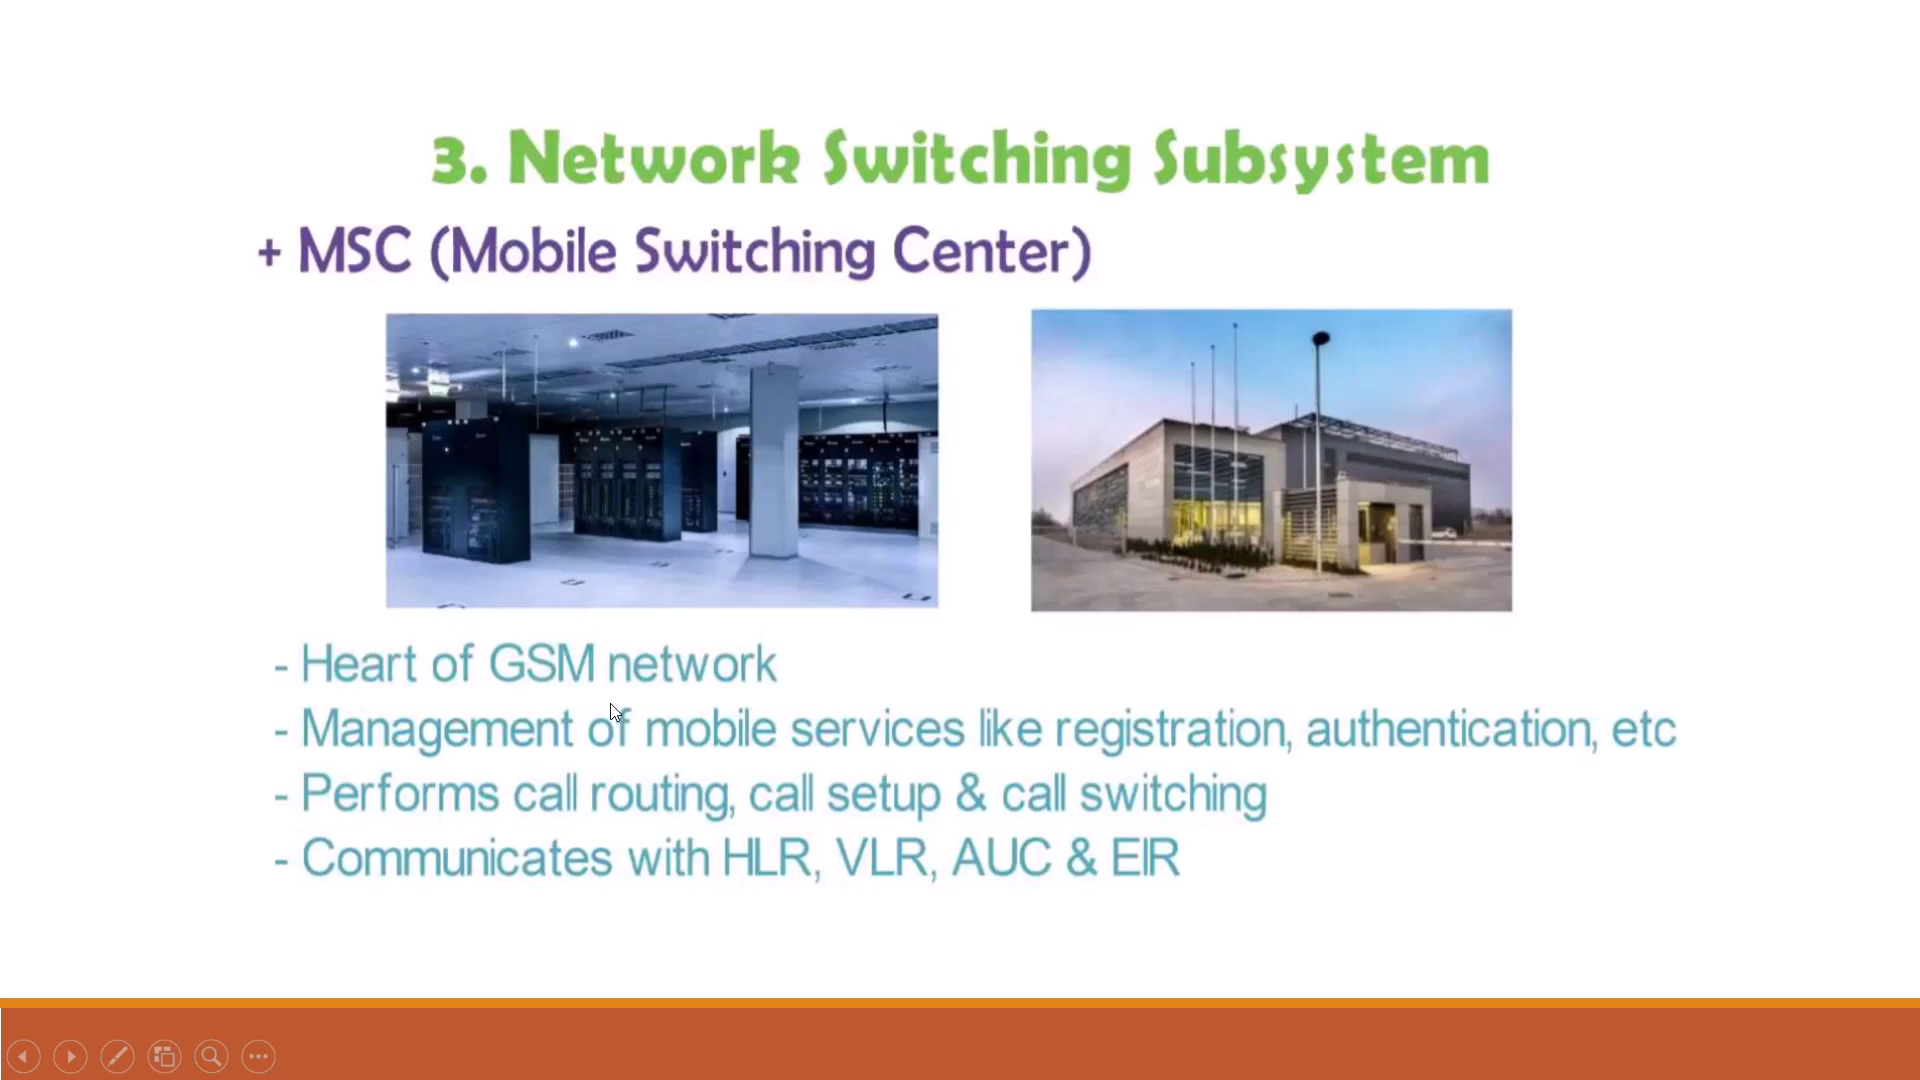 3. Network Switching Subsystem
+ MSC (Mobile Switching Center)
- Heart of GSM network
- Management of mobile services like registration, authentication, etc
- Performs call routing, call setup & call switching
- Communicates with HLR, VLR, AUC & EIR